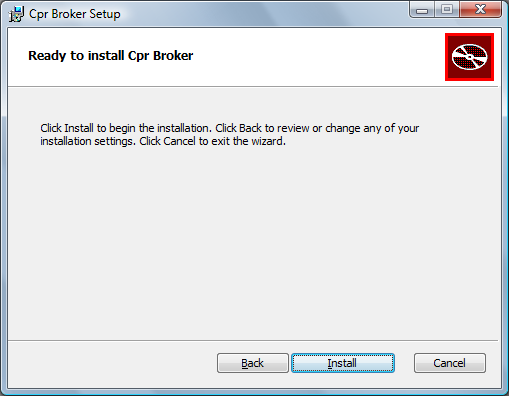 Cpr Broker Setup
Ready to install Cpr Broker
Click Install to begin the installation. Click Back to review or change any of your
installation settings. Click Cancel to exit the wizard.
Back Install Cancel